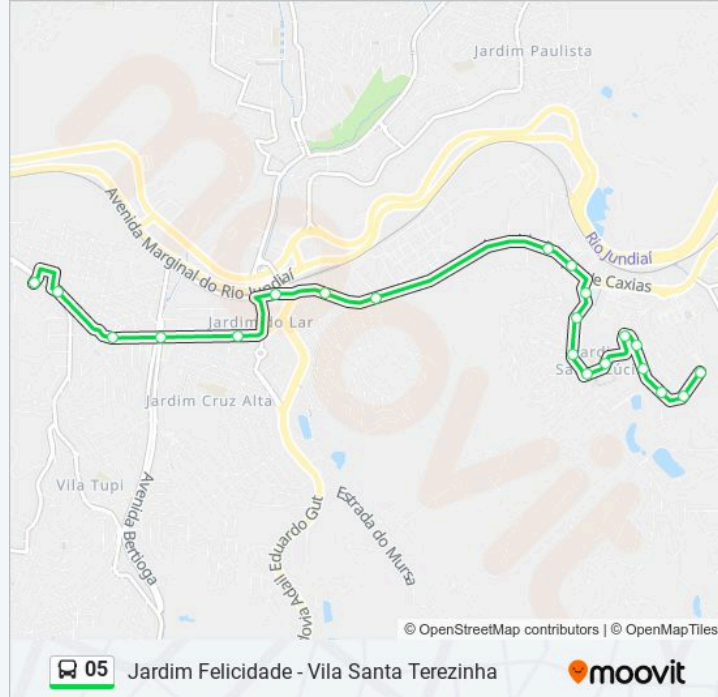 Jardim Paulista
Avenida Marginal do Rio Jundiaí
Rio Jundiaí
de Caxias
Jardim do Lar
Jardim Cruz Alta
Vila Tupi
Avenida Bertioga
Estrada do Mursa
moovit
© OpenStreetMap contributors | © OpenMapTiles
05 Jardim Felicidade - Vila Santa Terezinha
moovit